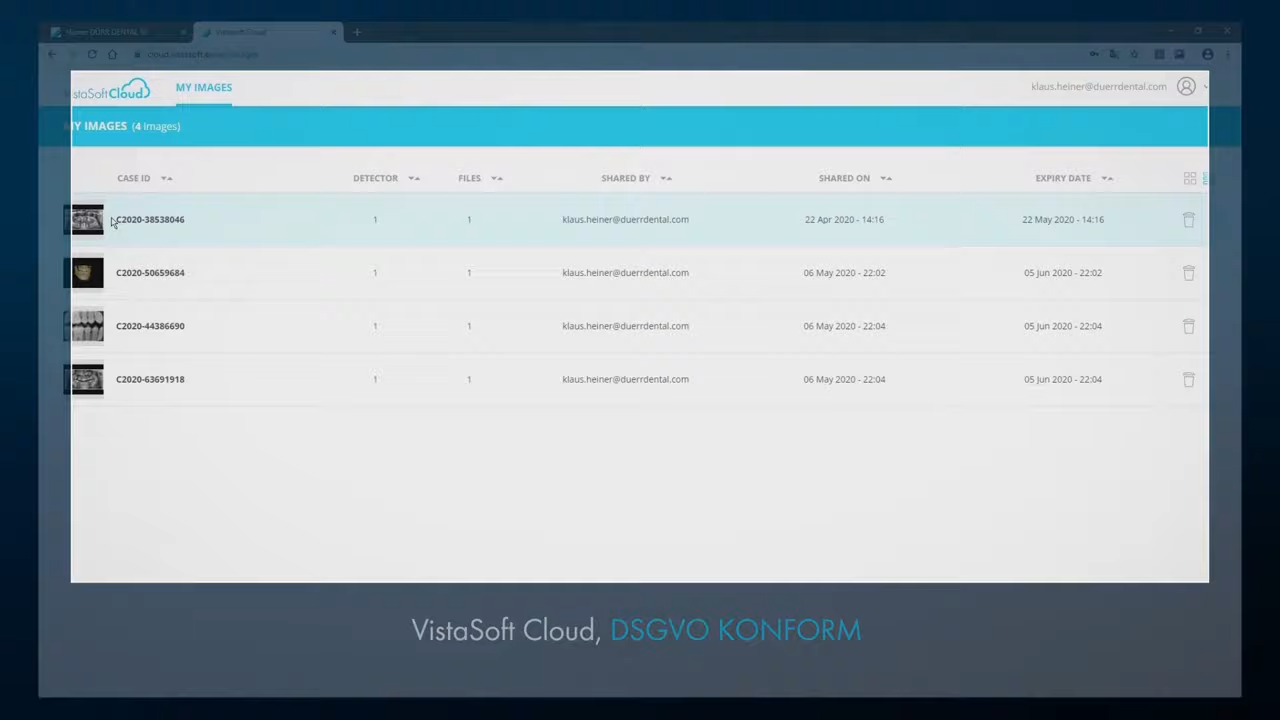 VistaSoft Cloud
cloud.vistasoft.
staSoftCloud MY IMAGES klaus.heiner@duerrdental.com
MY IMAGES (4 Images)
CASE ID DETECTOR FILES SHARED BY SHARED ON EXPIRY DATE
C2020-38538046 1 1 klaus.heiner@duerrdental.com 22 Apr 2020 - 14:16 22 May 2020 - 14:16
C2020-50659684 1 1 klaus.heiner@duerrdental.com 06 May 2020 - 22:02 05 Jun 2020 - 22:02
C2020-44386690 1 1 klaus.heiner@duerrdental.com 06 May 2020 - 22:04 05 Jun 2020 - 22:04
C2020-63691918 1 1 klaus.heiner@duerrdental.com 06 May 2020 - 22:04 05 Jun 2020 - 22:04
VistaSoft Cloud, DSGVO KONFORM